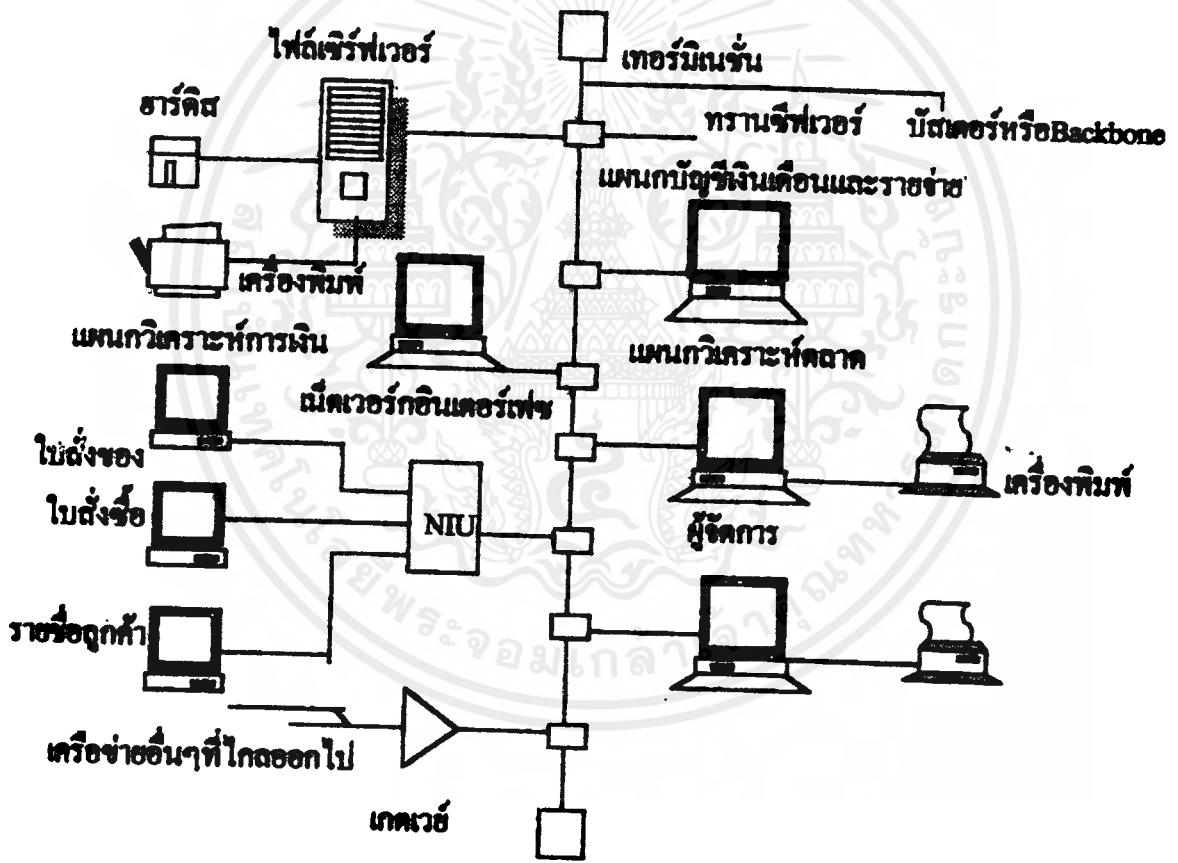 ไฟล์เซิร์ฟเวอร์
เทอร์มิเนชั่น
ฮาร์ดิส
ทรานซีฟเวอร์
บัสเตอร์หรือBackbone
แผนกบัญชีเงินเดือนและรายจ่าย
เครื่องพิมพ์
แผนกวิเคราะห์การเงิน
แผนกวิเคราะห์ตลาด
เน็ตเวอร์กอินเตอร์เฟซ
ใบสั่งของ
ใบสั่งซื้อ
NIU
เครื่องพิมพ์
ผู้จัดการ
รายชื่อลูกค้า
เครือข่ายอื่นๆที่ไกลออกไป
เกตเวย์